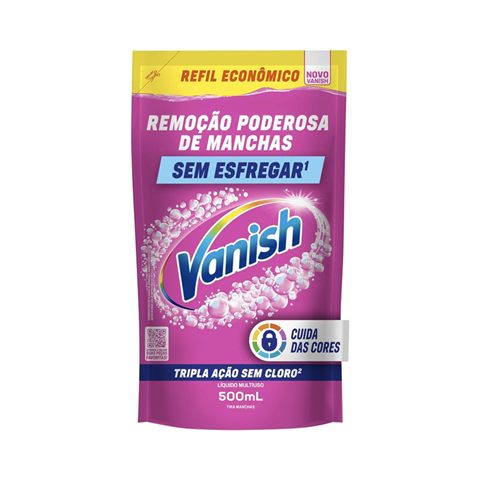 REFIL ECONÔMICO
NOVO
VANISH
REMOÇÃO PODEROSA
DE MANCHAS
SEM ESFREGAR¹
Vanish
CUIDA
DAS CORES
TRIPLA AÇÃO SEM CLORO²
LÍQUIDO MULTIUSO
500mL
TIRA MANCHAS